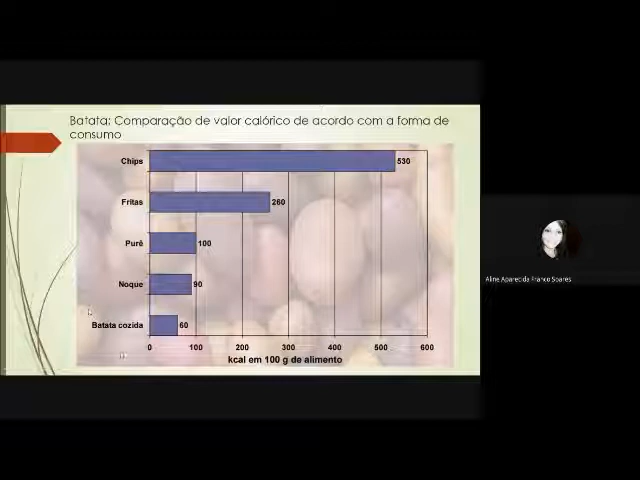 Batata: Comparação de valor calórico de acordo com a forma de
consumo
Chips 530
Fritas 260
Purê 100
Noque 90
Batata cozida 60
0 100 200 300 400 500 600
kcal em 100 g de alimento
Aline Aparecida Franco Soares